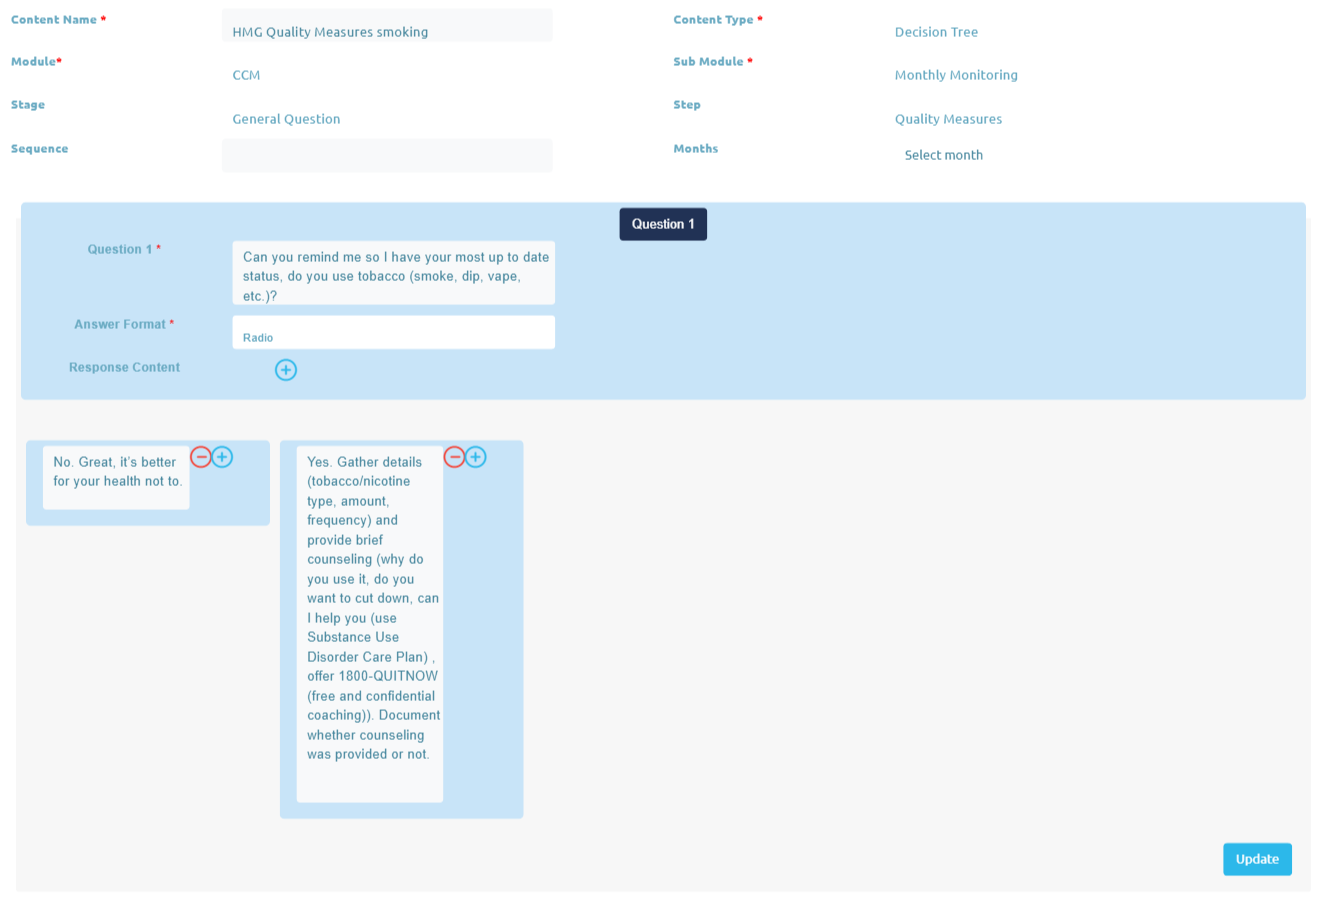 Content Name *
HMG Quality Measures smoking
Content Type *
Decision Tree
Module*
CCM
Sub Module *
Monthly Monitoring
Stage
General Question
Step
Quality Measures
Sequence
Months
Select month
Question 1
Question 1 *
Can you remind me so I have your most up to date
status, do you use tobacco (smoke, dip, vape,
etc.)?
Answer Format *
Radio
Response Content
No. Great, it's better
for your health not to.
Yes. Gather details
(tobacco/nicotine
type, amount,
frequency) and
provide brief
counseling (why do
you use it, do you
want to cut down, can
I help you (use
Substance Use
Disorder Care Plan) ,
offer 1800-QUITNOW
(free and confidential
coaching)). Document
whether counseling
was provided or not.
Update